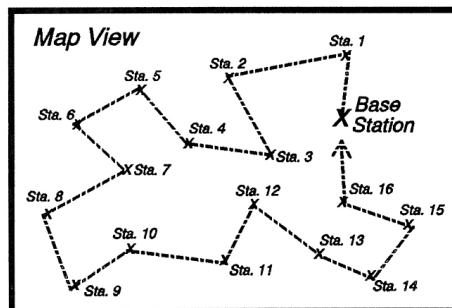 Map View
Sta. 1
Sta. 2
Sta. 5
Base
Station
Sta. 6
Sta. 4
Sta. 3
Sta. 7
Sta. 8
Sta. 12
Sta. 16
Sta. 15
Sta. 10
Sta. 13
Sta. 11
Sta. 9
Sta. 14